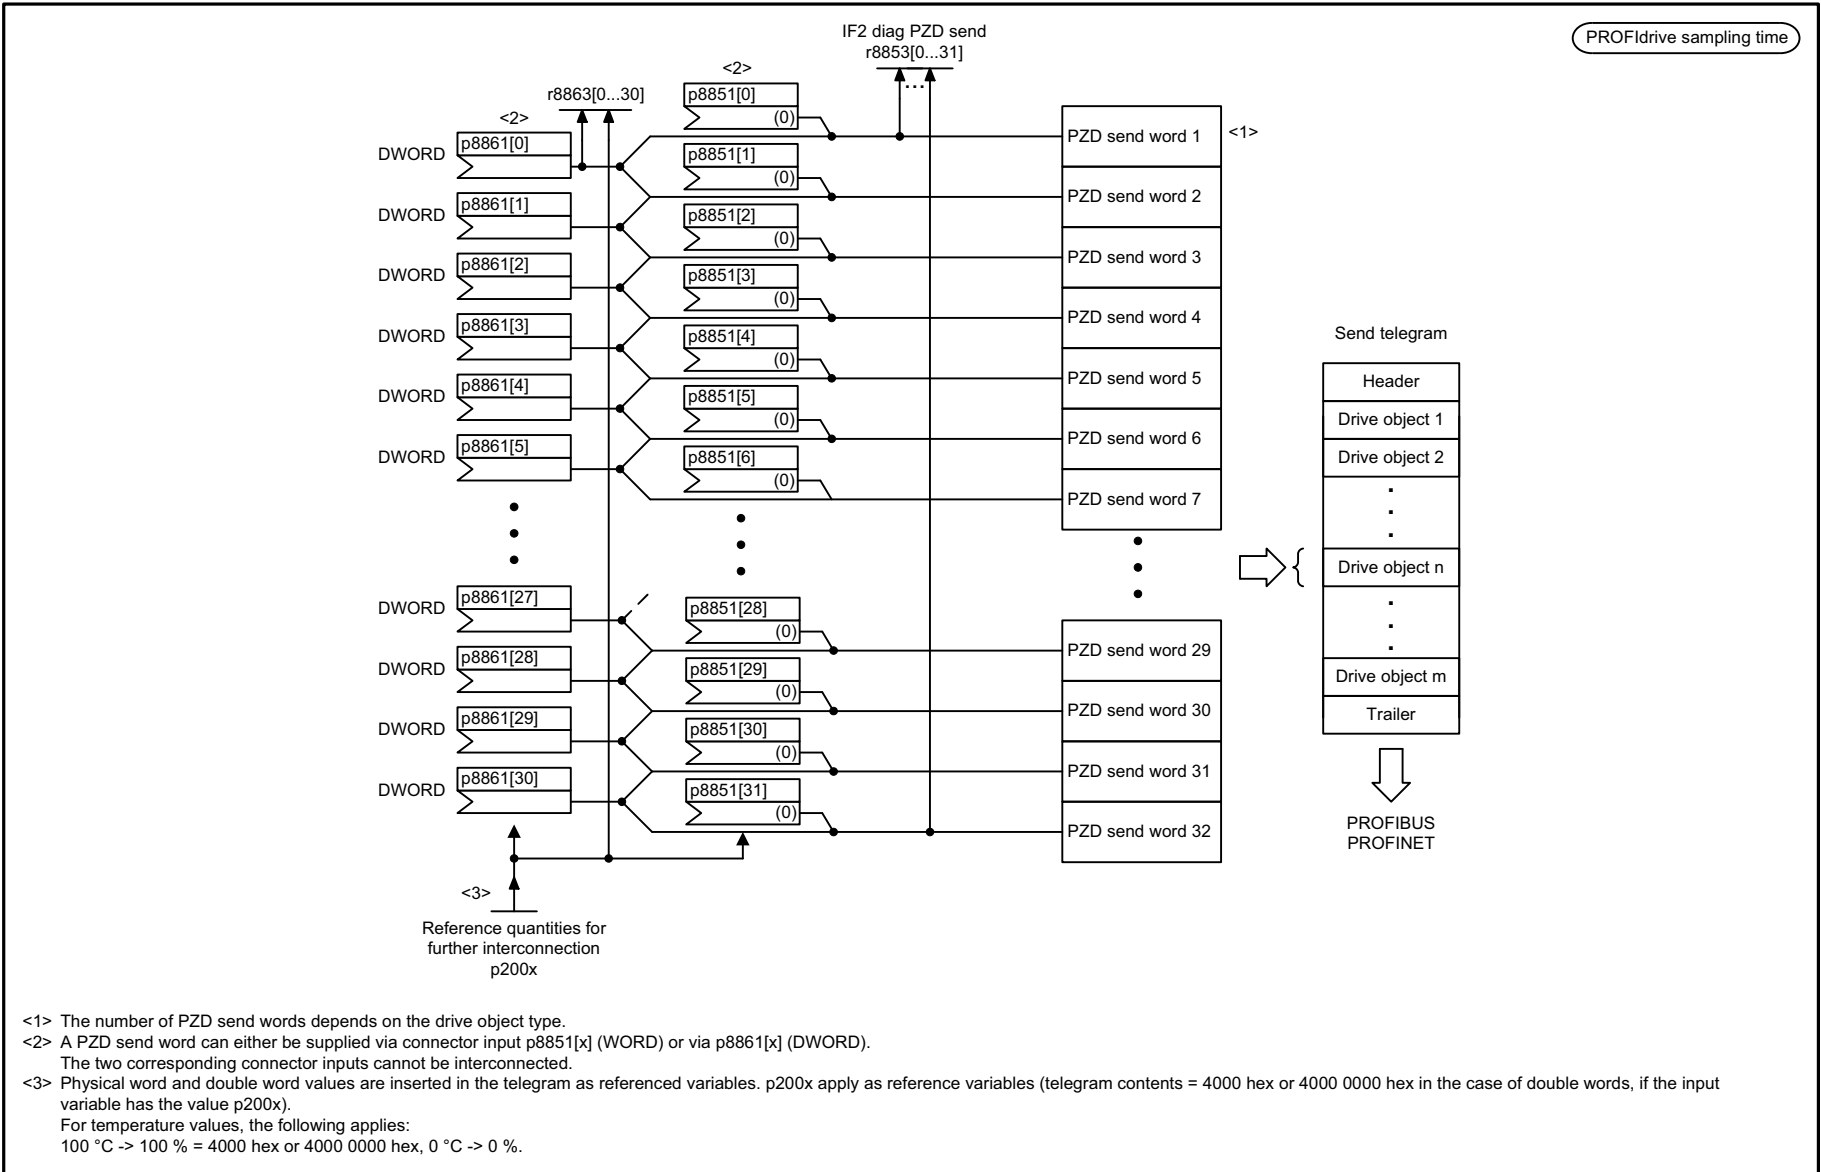 IF2 diag PZD send
r8853[0...31]
PROFIdrive sampling time
<2>
r8863[0...30]
<2>
...
p8851[0]
(0)
p8851[1]
(0)
p8851[2]
(0)
p8851[3]
(0)
p8851[4]
(0)
p8851[5]
(0)
p8851[6]
(0)
p8851[28]
(0)
p8851[29]
(0)
p8851[30]
(0)
p8851[31]
(0)
DWORD p8861[0]
DWORD p8861[1]
DWORD p8861[2]
DWORD p8861[3]
DWORD p8861[4]
DWORD p8861[5]
DWORD p8861[27]
DWORD p8861[28]
DWORD p8861[29]
DWORD p8861[30]
<3>
Reference quantities for
further interconnection
p200x
PZD send word 1 <1>
PZD send word 2
PZD send word 3
PZD send word 4
PZD send word 5
PZD send word 6
PZD send word 7
PZD send word 29
PZD send word 30
PZD send word 31
PZD send word 32
Send telegram
Header
Drive object 1
Drive object 2
Drive object n
Drive object m
Trailer
PROFIBUS
PROFINET
<1> The number of PZD send words depends on the drive object type.
<2> A PZD send word can either be supplied via connector input p8851[x] (WORD) or via p8861[x] (DWORD).
The two corresponding connector inputs cannot be interconnected.
<3> Physical word and double word values are inserted in the telegram as referenced variables. p200x apply as reference variables (telegram contents = 4000 hex or 4000 0000 hex in the case of double words, if the input
variable has the value p200x).
For temperature values, the following applies:
100 °C -> 100 % = 4000 hex or 4000 0000 hex, 0 °C -> 0 %.